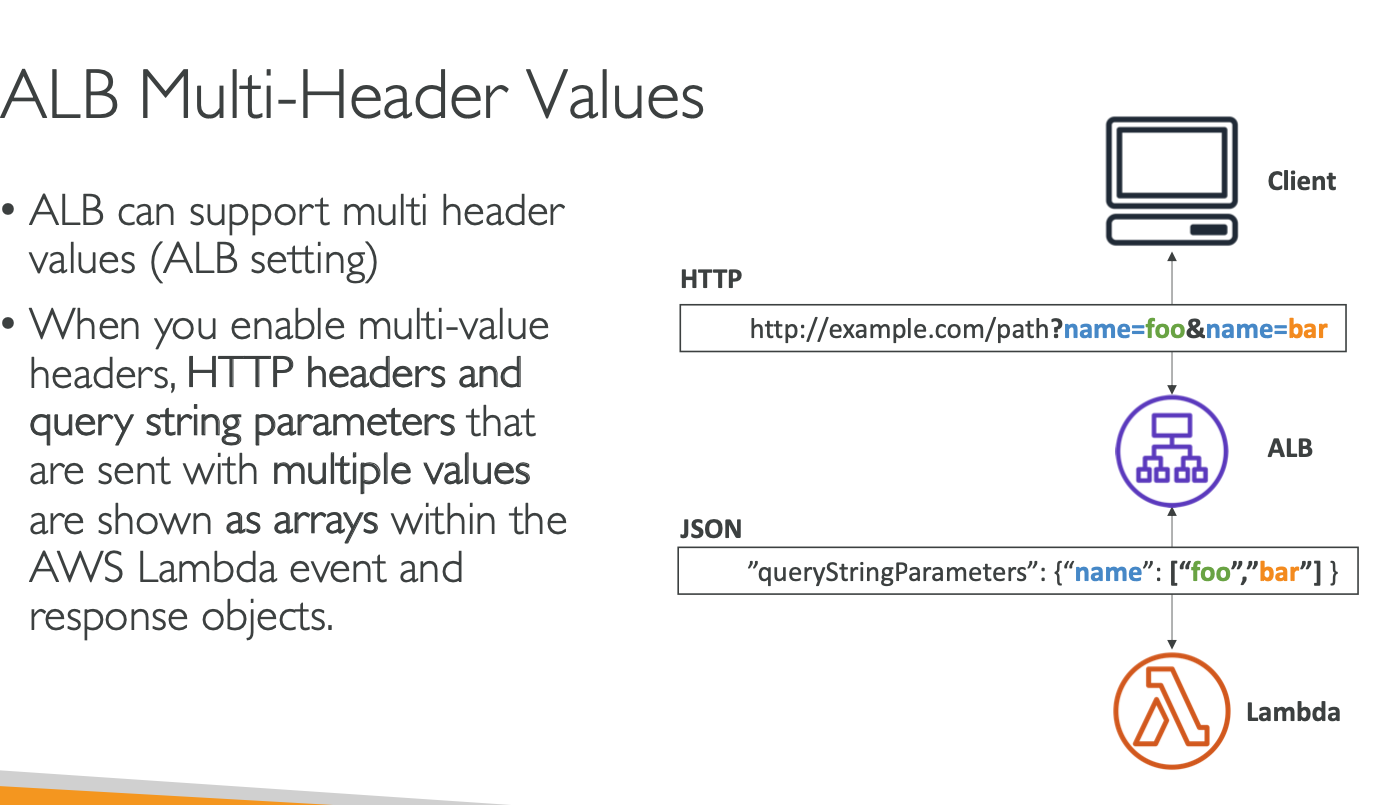 ALB Multi-Header Values
• ALB can support multi header
values (ALB setting)
• When you enable multi-value
headers, HTTP headers and
query string parameters that
are sent with multiple values
are shown as arrays within the
AWS Lambda event and
response objects.
Client
HTTP
http://example.com/path?name=foo&name=bar
ALB
JSON
”queryStringParameters”: {“name”: [“foo”,”bar”] }
Lambda